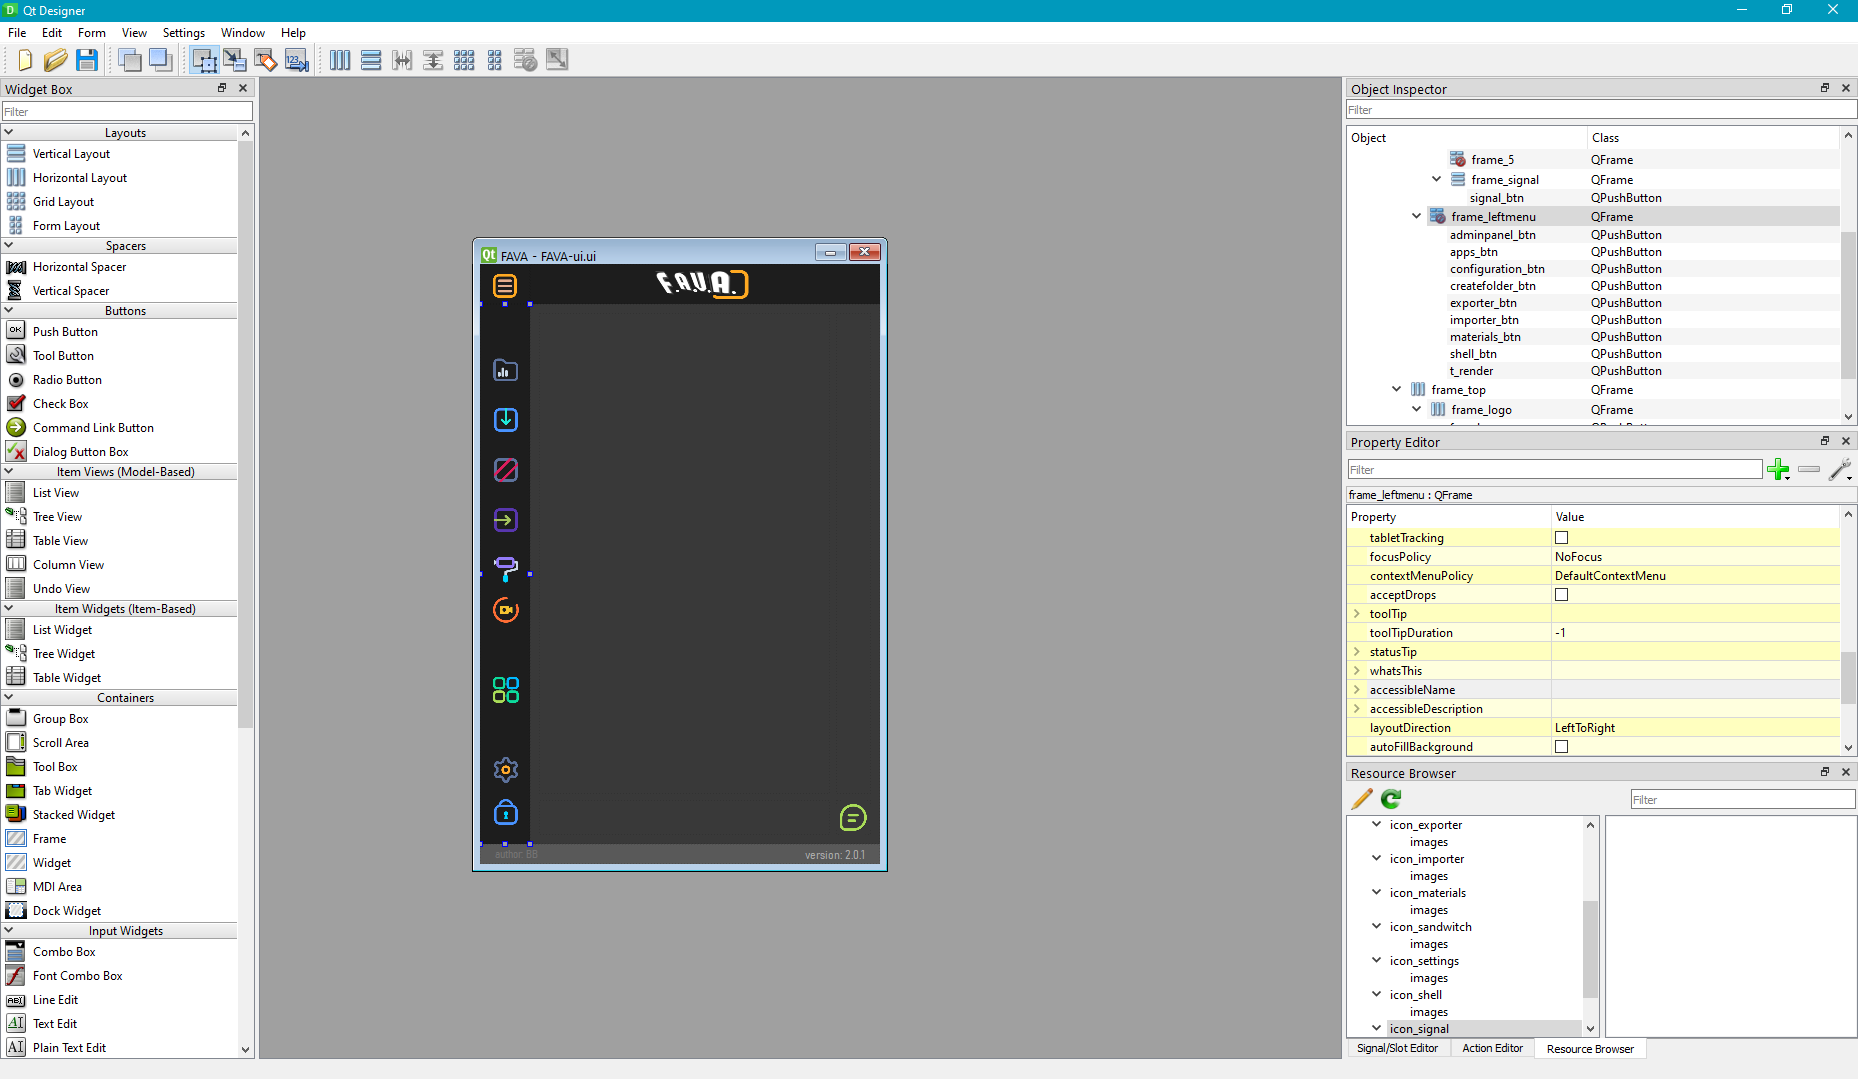 Qt Designer
File Edit Form View Settings Window Help
Widget Box
Filter
Layouts
Vertical Layout
Horizontal Layout
Grid Layout
Form Layout
Spacers
Horizontal Spacer
Vertical Spacer
Buttons
Push Button
Tool Button
Radio Button
Check Box
Command Link Button
Dialog Button Box
Item Views (Model-Based)
List View
Tree View
Table View
Column View
Undo View
Item Widgets (Item-Based)
List Widget
Tree Widget
Table Widget
Containers
Group Box
Scroll Area
Tool Box
Tab Widget
Stacked Widget
Frame
Widget
MDI Area
Dock Widget
Input Widgets
Combo Box
Font Combo Box
Line Edit
Text Edit
Plain Text Edit
FAVA - FAVA-ui.ui
F.A.V.A.
author: BB
version: 2.0.1
Object Inspector
Filter
Object Class
frame_5 QFrame
frame_signal QFrame
signal_btn QPushButton
frame_leftmenu QFrame
adminpanel_btn QPushButton
apps_btn QPushButton
configuration_btn QPushButton
createfolder_btn QPushButton
exporter_btn QPushButton
importer_btn QPushButton
materials_btn QPushButton
shell_btn QPushButton
t_render QPushButton
frame_top QFrame
frame_logo QFrame
Property Editor
Filter
frame_leftmenu : QFrame
Property Value
tabletTracking
focusPolicy NoFocus
contextMenuPolicy DefaultContextMenu
acceptDrops
toolTip
toolTipDuration -1
statusTip
whatsThis
accessibleName
accessibleDescription
layoutDirection LeftToRight
autoFillBackground
Resource Browser
Filter
icon_exporter
images
icon_importer
images
icon_materials
images
icon_sandwitch
images
icon_settings
images
icon_shell
images
icon_signal
Signal/Slot Editor Action Editor Resource Browser